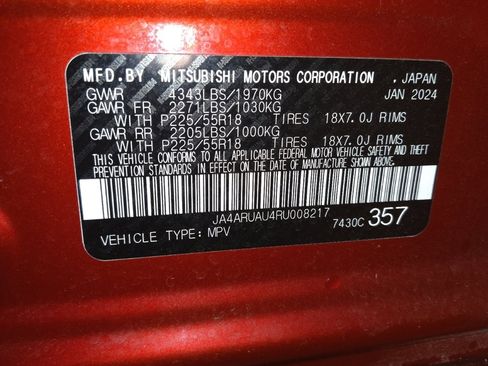 MFD.BY MITSUBISHI MOTORS CORPORATION , JAPAN
GVWR 4343LBS/1970KG JAN 2024
GAWR FR 2271LBS/1030KG
WITH P225/55R18 TIRES 18X7.0J RIMS
GAWR RR 2205LBS/1000KG
WITH P225/55R18 TIRES 18X7.0J RIMS
THIS VEHICLE CONFORMS TO ALL APPLICABLE FEDERAL MOTOR VEHICLE SAFETY AND THEFT
PREVENTION STANDARDS IN EFFECT ON THE DATE OF MANUFACTURE SHOWN ABOVE.
JA4ARUAU4RU008217
7430C 357
VEHICLE TYPE: MPV